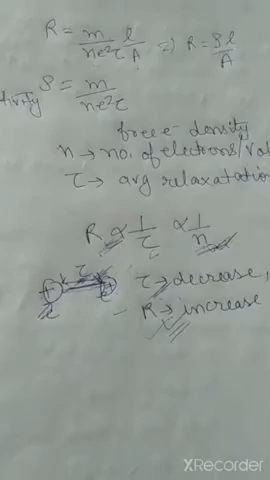 R = m/ne²τ l/A ⇒ R = ρl/A
ρ = m/ne²τ
tivity
free e⁻ density
n → no. of electrons/vol
τ → avg relaxatation
R ∝ 1/τ ∝ 1/n
τ
+ + τ → decrease,
e⁻
R → increase
XRecorder